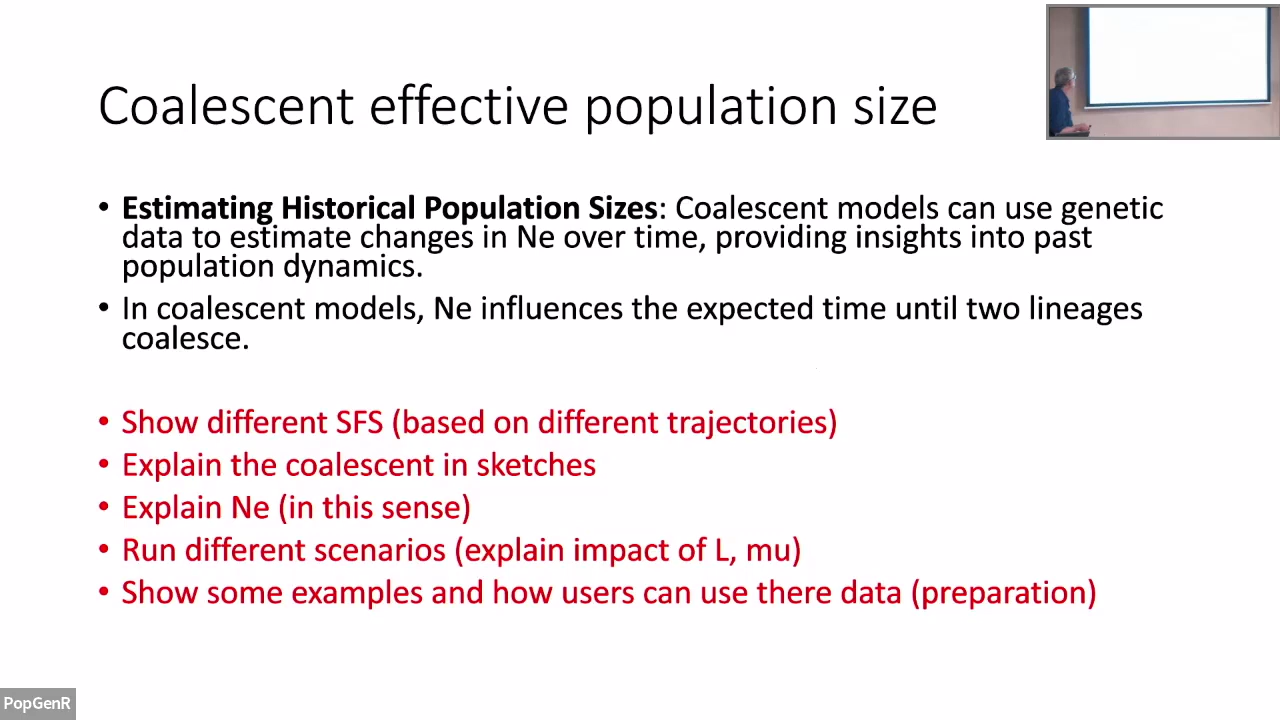 Coalescent effective population size
• Estimating Historical Population Sizes: Coalescent models can use genetic
data to estimate changes in Ne over time, providing insights into past
population dynamics.
• In coalescent models, Ne influences the expected time until two lineages
coalesce.
• Show different SFS (based on different trajectories)
• Explain the coalescent in sketches
• Explain Ne (in this sense)
• Run different scenarios (explain impact of L, mu)
• Show some examples and how users can use there data (preparation)
PopGenR